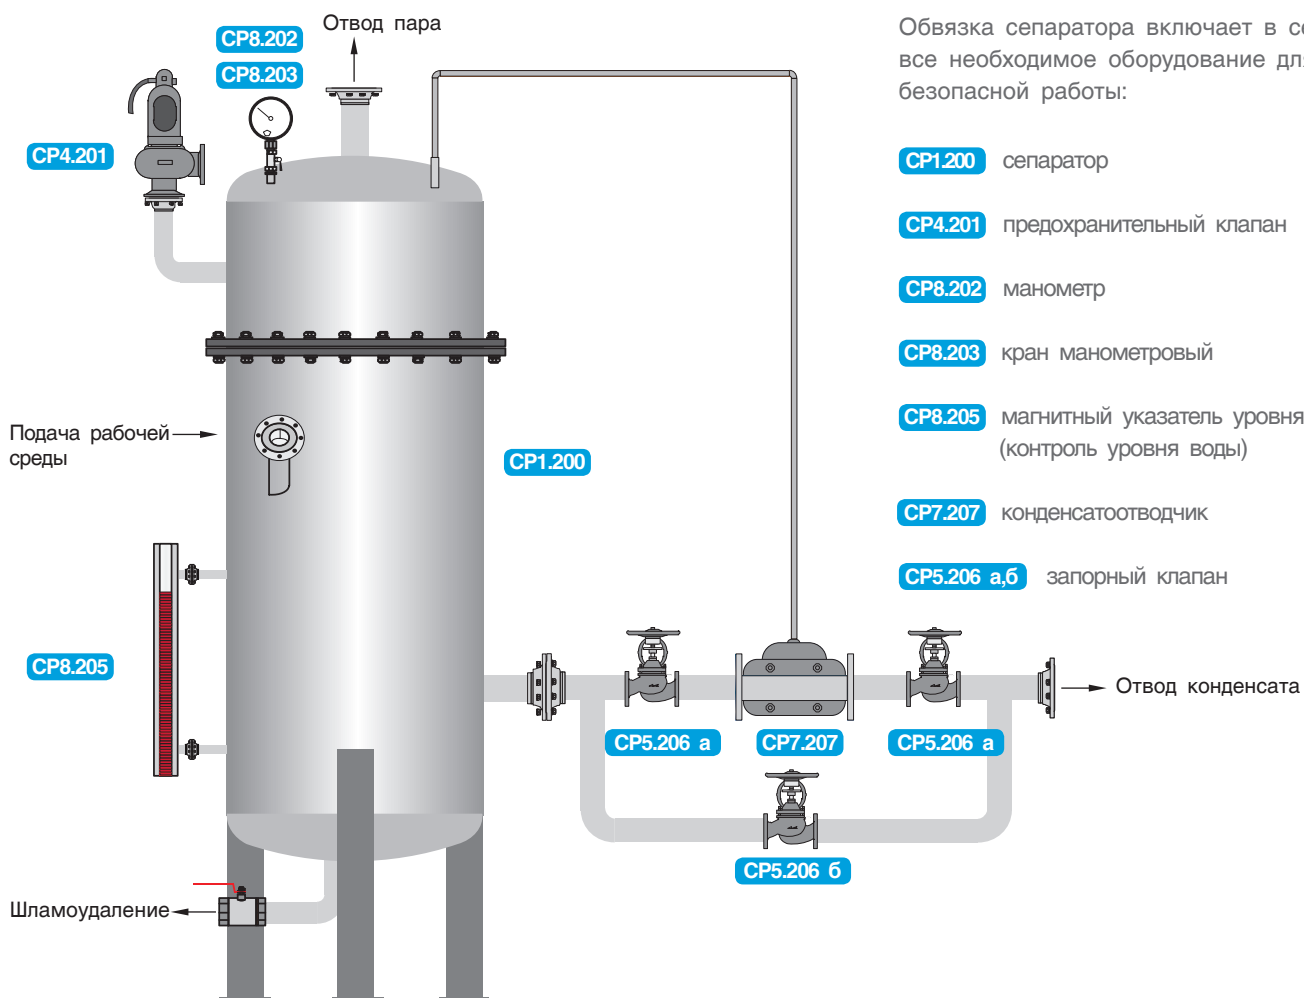 Отвод пара
CP8.202
CP8.203
CP4.201
Подача рабочей
среды
CP1.200
CP8.205
CP5.206 а
CP7.207
CP5.206 а
Отвод конденсата
CP5.206 б
Шламоудаление
Обвязка сепаратора включает в
все необходимое оборудование
безопасной работы:
CP1.200 сепаратор
CP4.201 предохранительный клапан
CP8.202 манометр
CP8.203 кран манометровый
CP8.205 магнитный указатель уровня
(контроль уровня воды)
CP7.207 конденсатоотводчик
CP5.206 а,б запорный клапан